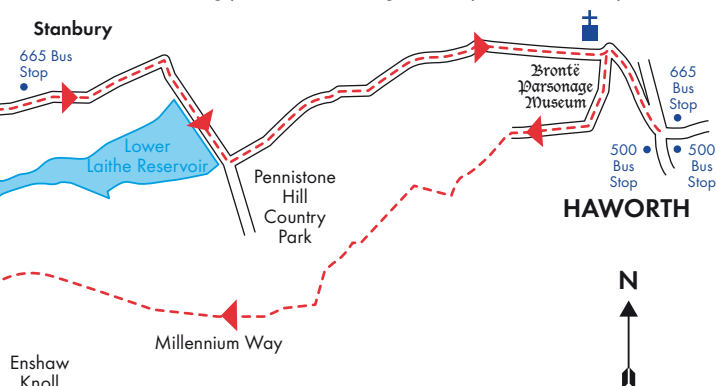 Stanbury
665 Bus
Stop
Lower
Laithe Reservoir
Pennistone
Hill
Country
Park
Brontë
Parsonage
Museum
665
Bus
Stop
500
Bus
Stop
500
Bus
Stop
HAWORTH
N
Millennium Way
Enshaw
Knoll